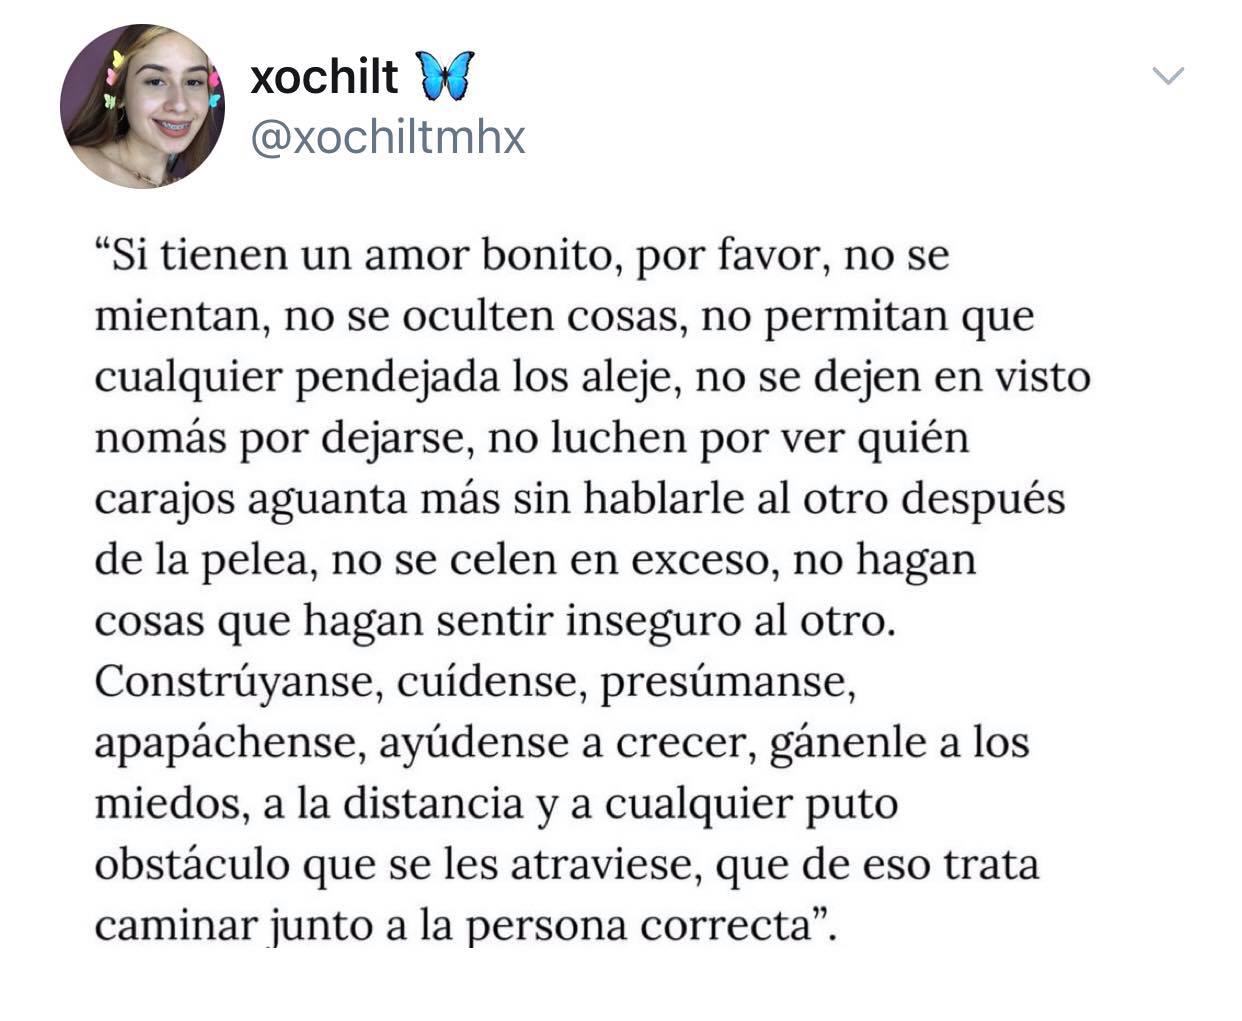 xochilt 🦋
@xochiltmhx
“Si tienen un amor bonito, por favor, no se
mientan, no se oculten cosas, no permitan que
cualquier pendejada los aleje, no se dejen en visto
nomás por dejarse, no luchen por ver quién
carajos aguanta más sin hablarle al otro después
de la pelea, no se celen en exceso, no hagan
cosas que hagan sentir inseguro al otro.
Constrúyanse, cuídense, presúmanse,
apapáchense, ayúdense a crecer, gánenle a los
miedos, a la distancia y a cualquier puto
obstáculo que se les atraviese, que de eso trata
caminar junto a la persona correcta”.